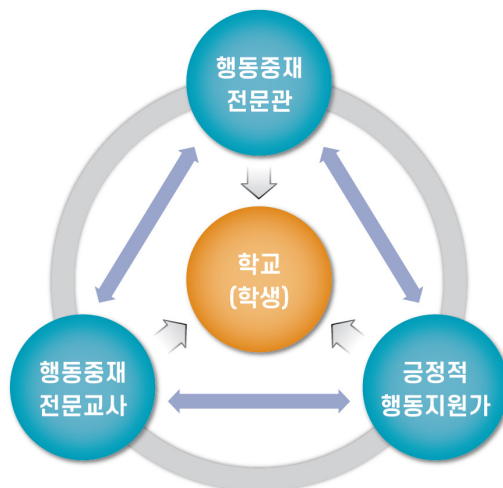 행동중재
전문관
학교
(학생)
행동중재
전문교사
긍정적
행동지원가